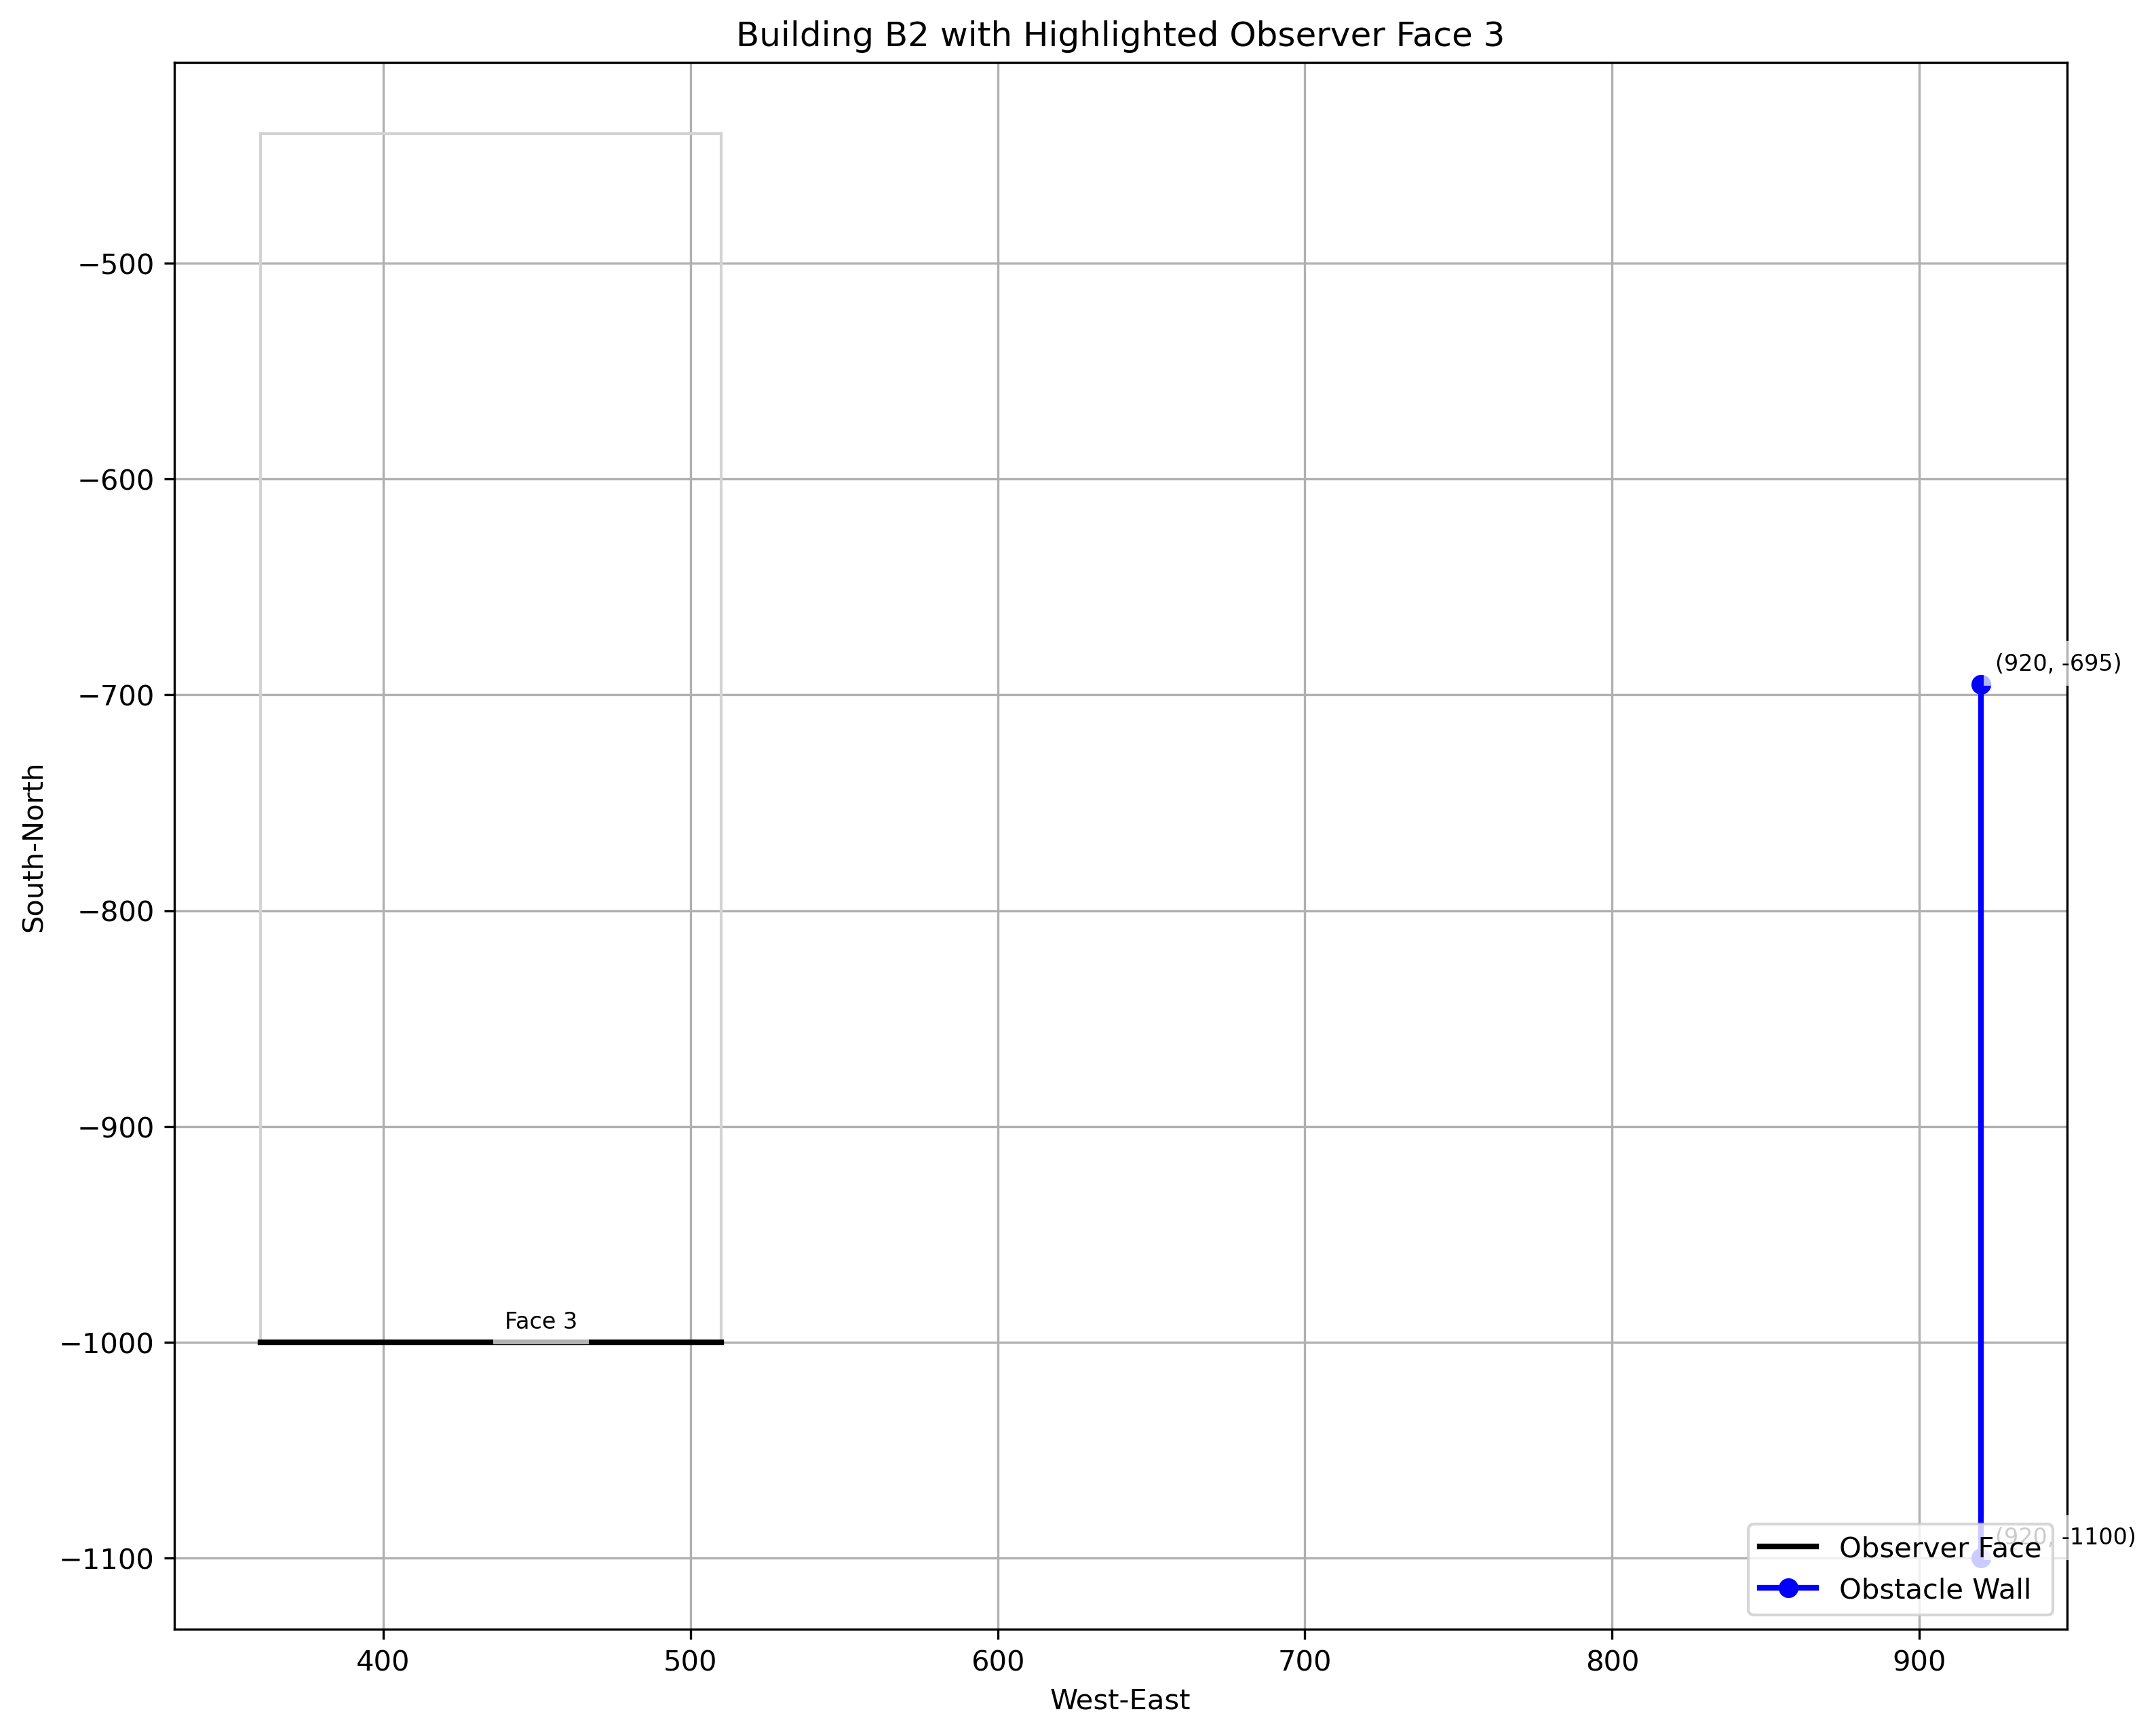 Building B2 with Highlighted Observer Face 3
South-North
−500
−600
−700
−800
−900
−1000
−1100
(920, -695)
Face 3
(920, -1100)
Observer Face
Obstacle Wall
400
500
600
700
800
900
West-East